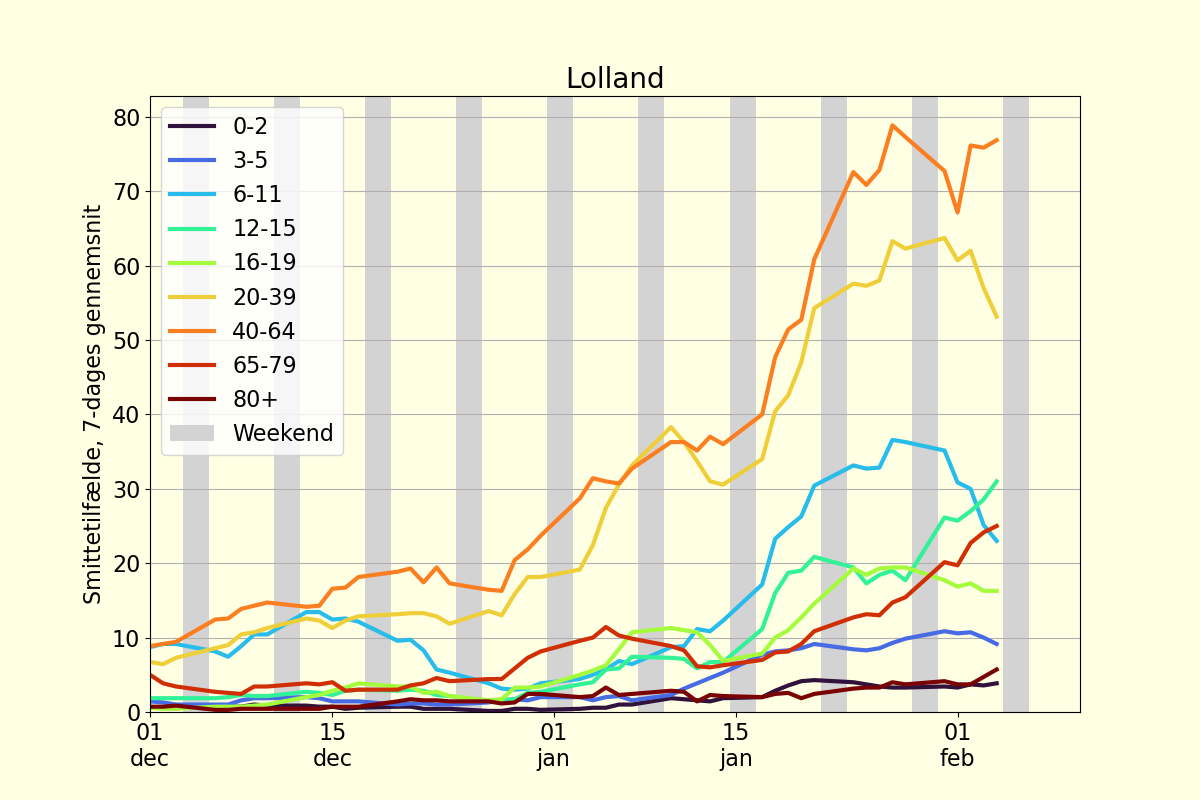 Lolland
Smittetilfælde, 7-dages gennemsnit
80
70
60
50
40
30
20
10
0
0-2
3-5
6-11
12-15
16-19
20-39
40-64
65-79
80+
Weekend
01 dec
15 dec
01 jan
15 jan
01 feb